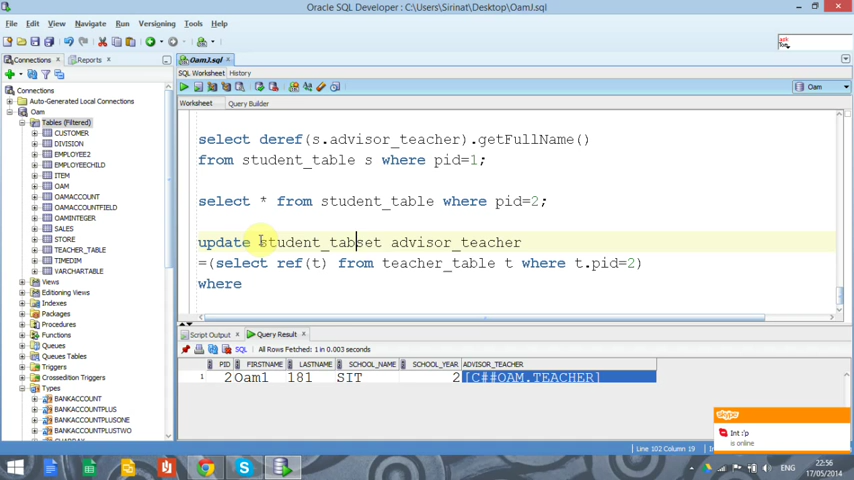 Oracle SQL Developer : C:\Users\Sirinat\Desktop\OamJ.sql
File Edit View Navigate Run Versioning Tools Help
Connections Reports OamJ.sql
SQL Worksheet History
Oam
Worksheet Query Builder
Connections
Auto-Generated Local Connections
Oam
Tables (Filtered)
CUSTOMER
DIVISION
EMPLOYEE2
EMPLOYEECHILD
ITEM
OAM
OAMACCOUNT
OAMACCOUNTFIELD
OAMINTEGER
SALES
STORE
TEACHER_TABLE
TIMEDIM
VARCHARTABLE
Views
Editioning Views
Indexes
Packages
Procedures
Functions
Queues
Queues Tables
Triggers
Crossedition Triggers
Types
BANKACCOUNT
BANKACCOUNTPLUS
BANKACCOUNTPLUSONE
BANKACCOUNTPLUSTWO
select deref(s.advisor_teacher).getFullName()
from student_table s where pid=1;
select * from student_table where pid=2;
update student_tabset advisor_teacher
=(select ref(t) from teacher_table t where t.pid=2)
where
Script Output Query Result
SQL All Rows Fetched: 1 in 0.003 seconds
PID FIRSTNAME LASTNAME SCHOOL_NAME SCHOOL_YEAR ADVISOR_TEACHER
1 2 Oam1 181 SIT 2 [C##OAM.TEACHER]
skype
Int :'p
is online
Line 102 Column 19
ENG
22:56
17/05/2014